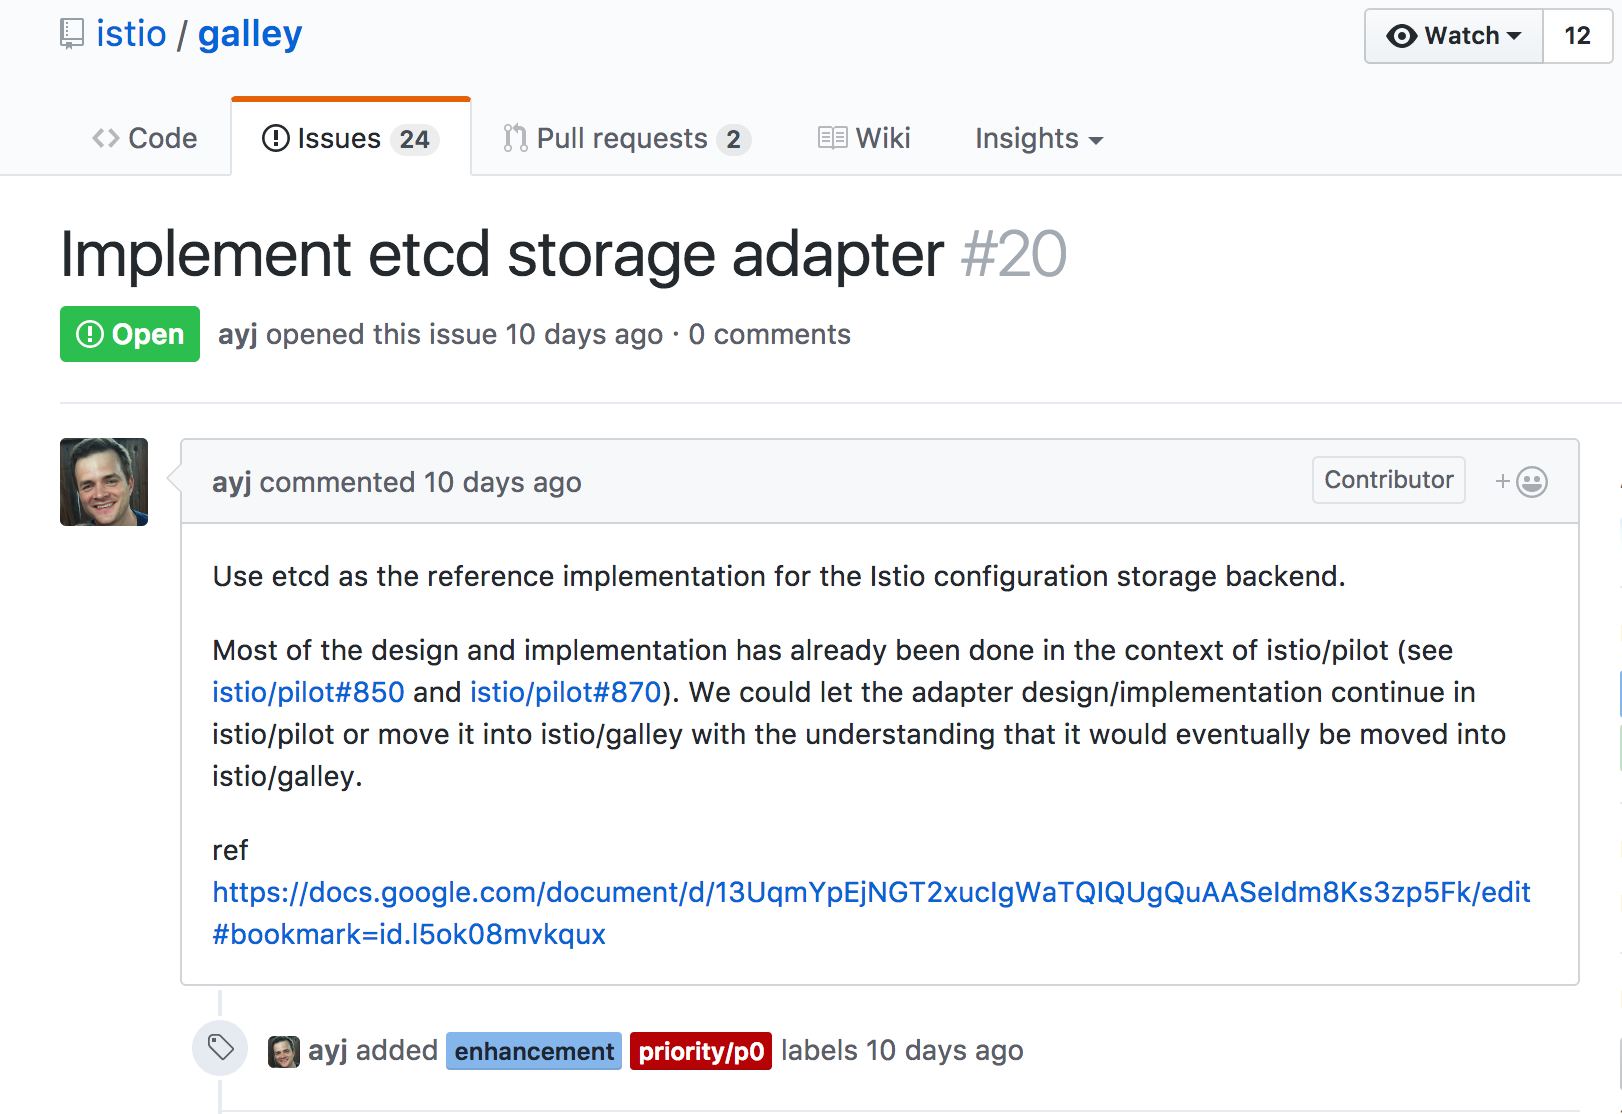 istio / galley
Watch 12
Code Issues 24 Pull requests 2 Wiki Insights
Implement etcd storage adapter #20
Open ayj opened this issue 10 days ago · 0 comments
ayj commented 10 days ago Contributor +
Use etcd as the reference implementation for the Istio configuration storage backend.
Most of the design and implementation has already been done in the context of istio/pilot (see
istio/pilot#850 and istio/pilot#870). We could let the adapter design/implementation continue in
istio/pilot or move it into istio/galley with the understanding that it would eventually be moved into
istio/galley.
ref
https://docs.google.com/document/d/13UqmYpEjNGT2xucIgWaTQIQUgQuAASeIdm8Ks3zp5Fk/edit
#bookmark=id.l5ok08mvkqux
ayj added enhancement priority/p0 labels 10 days ago